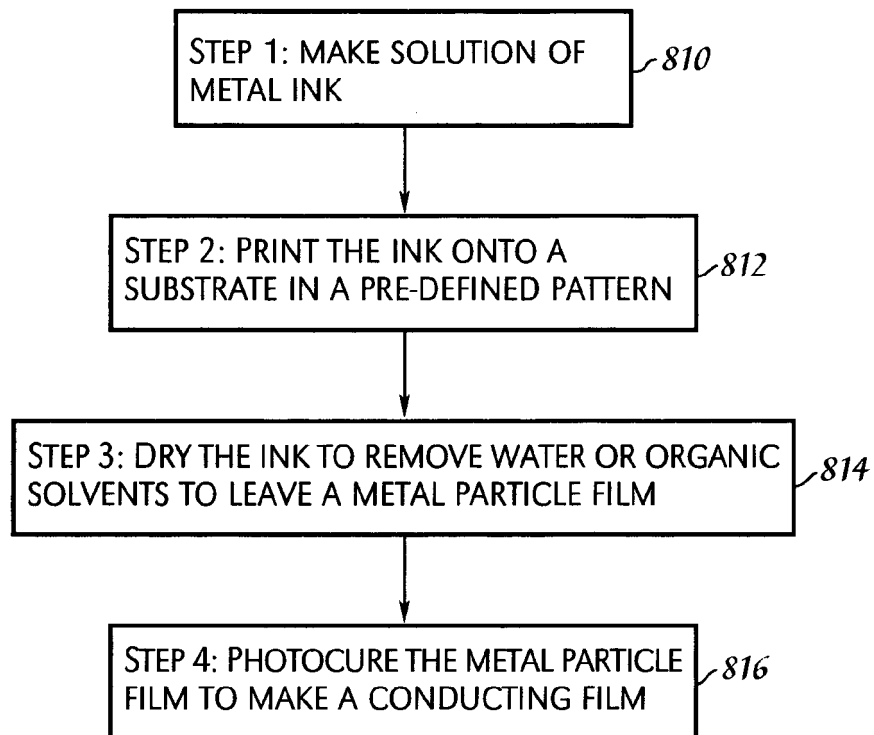 STEP 1: MAKE SOLUTION OF
METAL INK
810
STEP 2: PRINT THE INK ONTO A
SUBSTRATE IN A PRE-DEFINED PATTERN
812
STEP 3: DRY THE INK TO REMOVE WATER OR ORGANIC
SOLVENTS TO LEAVE A METAL PARTICLE FILM
814
STEP 4: PHOTOCURE THE METAL PARTICLE
FILM TO MAKE A CONDUCTING FILM
816